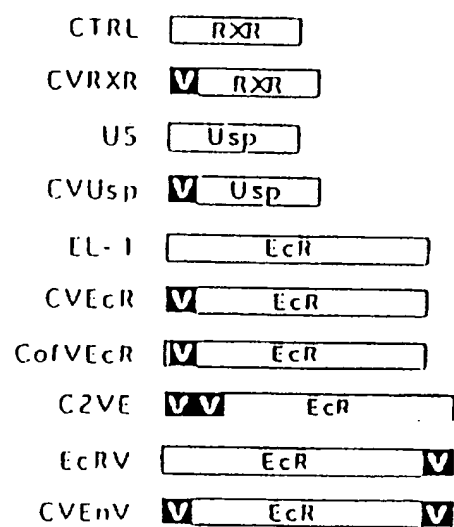 CTRL RXR
CVRXR V RXR
US Usp
CVUsp V Usp
EL-1 EcR
CVEcR V EcR
CofVEcR V EcR
C2VE V V EcR
EcRV EcR V
CVEnV V EcR V